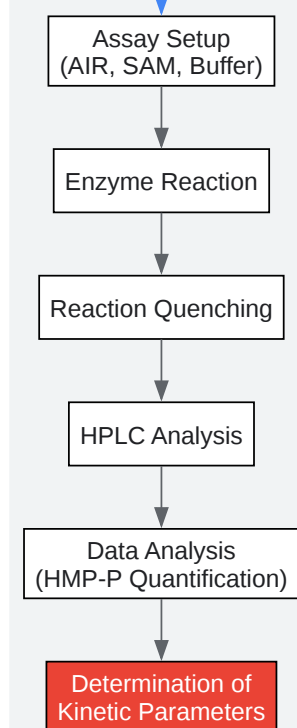 Assay Setup
(AIR, SAM, Buffer)
Enzyme Reaction
Reaction Quenching
HPLC Analysis
Data Analysis
(HMP-P Quantification)
Determination of
Kinetic Parameters